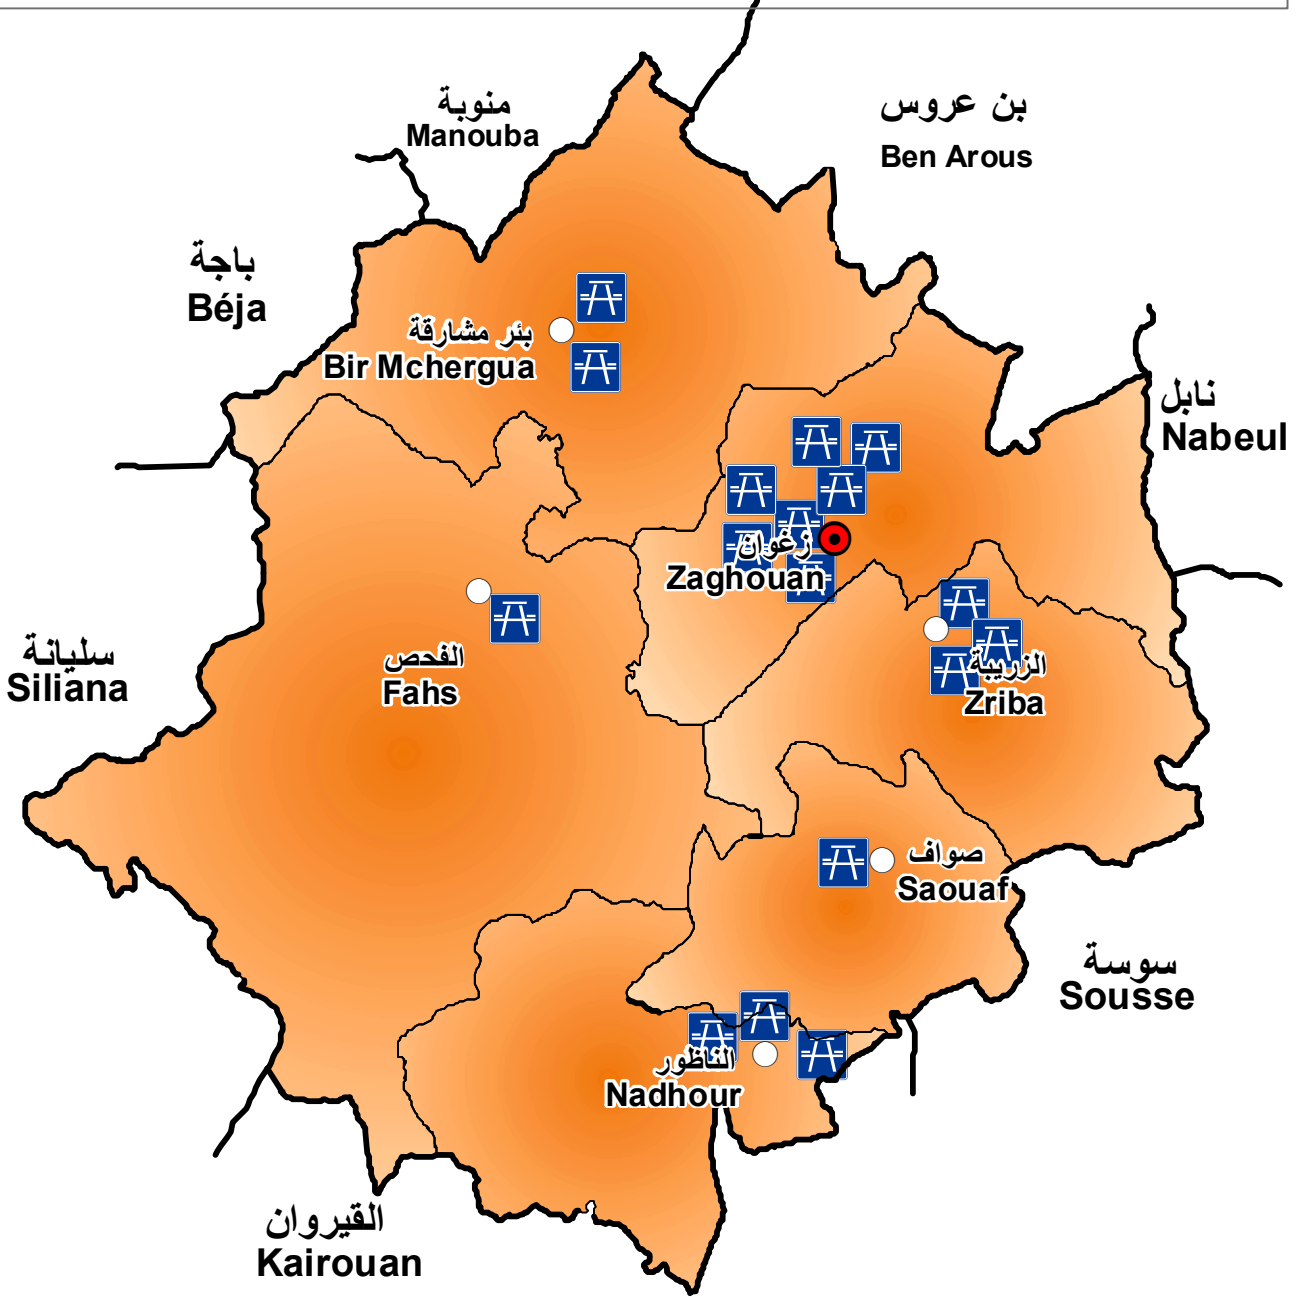 منوبة
Manouba
بن عروس
Ben Arous
باجة
Béja
بئر مشارقة
Bir Mchergua
نابل
Nabeul
زغوان
Zaghouan
سليانة
Siliana
الفحص
Fahs
الزريبة
Zriba
صواف
Saouaf
سوسة
Sousse
الناظور
Nadhour
القيروان
Kairouan